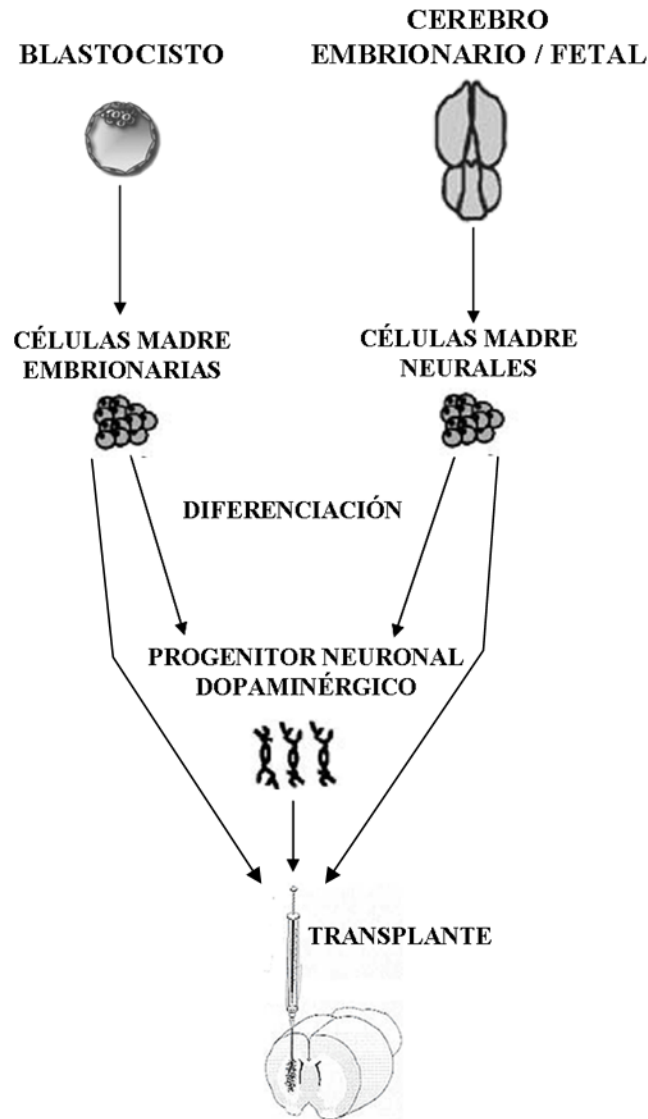 BLASTOCISTO
CEREBRO
EMBRIONARIO / FETAL
CÉLULAS MADRE
EMBRIONARIAS
CÉLULAS MADRE
NEURALES
DIFERENCIACIÓN
PROGENITOR NEURONAL
DOPAMINÉRGICO
TRANSPLANTE